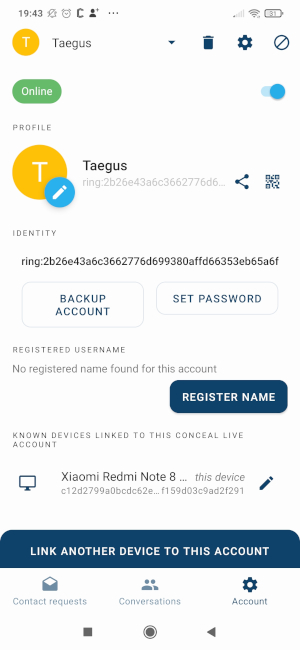 19:43
31
T
Taegus
Online
PROFILE
T
Taegus
ring:2b26e43a6c3662776d6...
IDENTITY
ring:2b26e43a6c3662776d699380affd66353eb65a6f
BACKUP
ACCOUNT
SET PASSWORD
REGISTERED USERNAME
No registered name found for this account
REGISTER NAME
KNOWN DEVICES LINKED TO THIS CONCEAL LIVE
ACCOUNT
Xiaomi Redmi Note 8 ... this device
c12d2799a0bcdc62e...f159d03c9ad2f291
LINK ANOTHER DEVICE TO THIS ACCOUNT
Contact requests
Conversations
Account